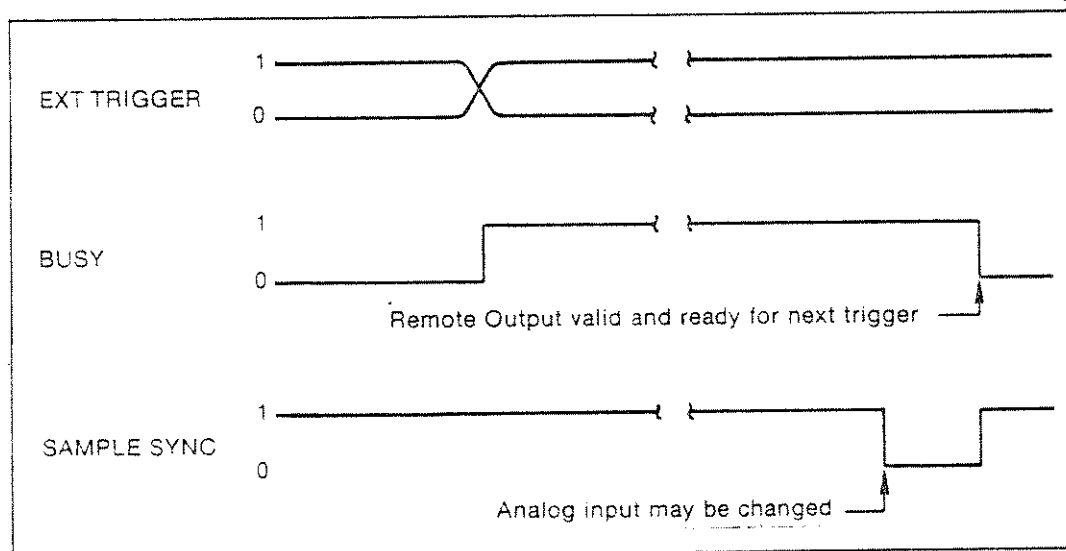 1
EXT TRIGGER
0
1
BUSY
0
Remote Output valid and ready for next trigger
1
SAMPLE SYNC
0
Analog input may be changed